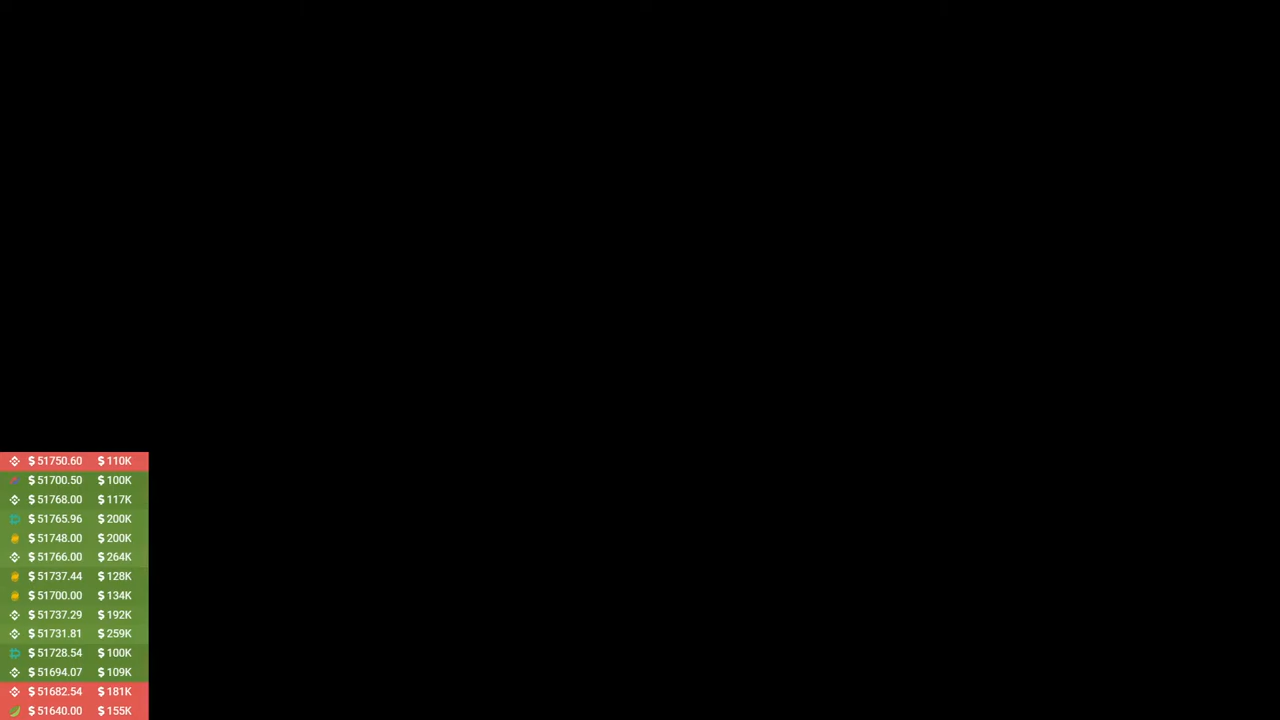 $ 51750.60 $ 110K
$ 51700.50 $ 100K
$ 51768.00 $ 117K
$ 51765.96 $ 200K
$ 51748.00 $ 200K
$ 51766.00 $ 264K
$ 51737.44 $ 128K
$ 51700.00 $ 134K
$ 51737.29 $ 192K
$ 51731.81 $ 259K
$ 51728.54 $ 100K
$ 51694.07 $ 109K
$ 51682.54 $ 181K
$ 51640.00 $ 155K